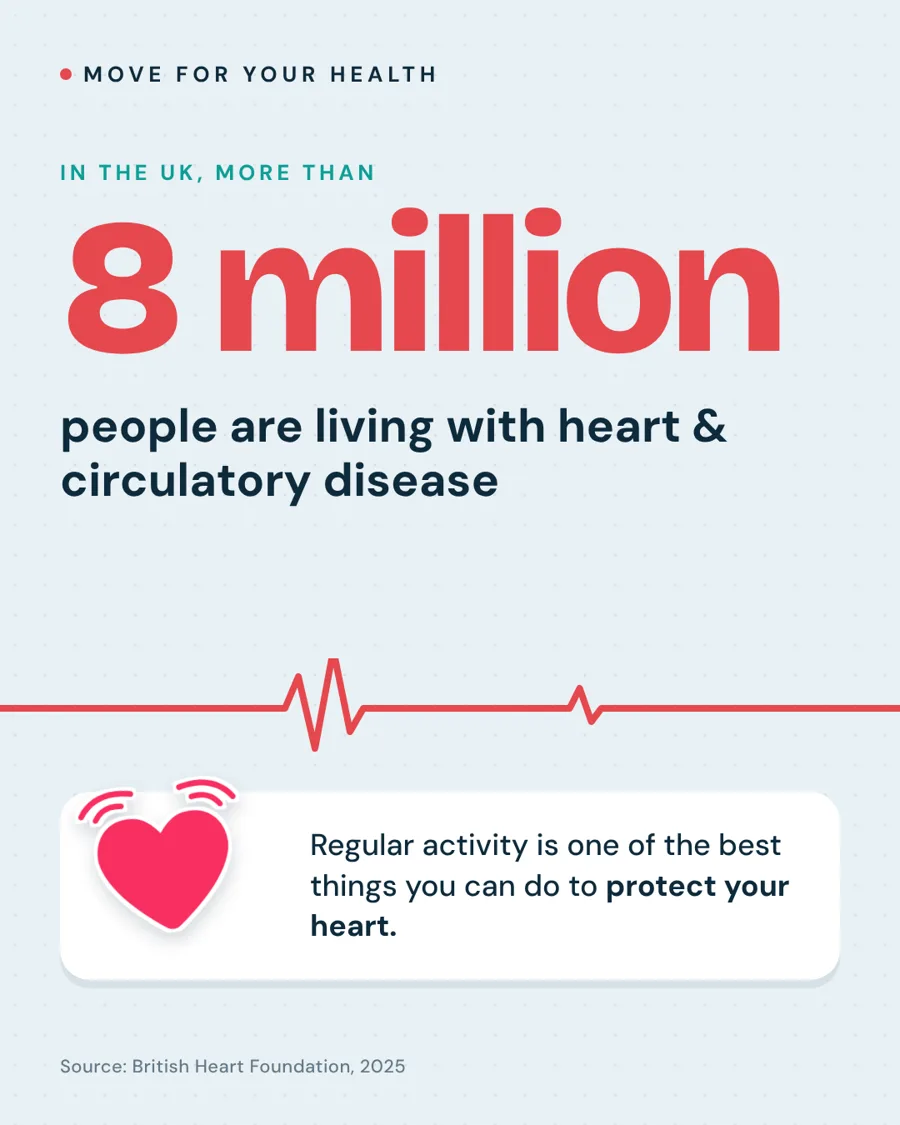 MOVE FOR YOUR HEALTH
IN THE UK, MORE THAN
8 million
people are living with heart &
circulatory disease
Regular activity is one of the best
things you can do to protect your
heart.
Source: British Heart Foundation, 2025